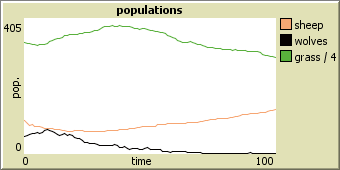 populations
405
pop.
0
0
time
100
sheep
wolves
grass / 4